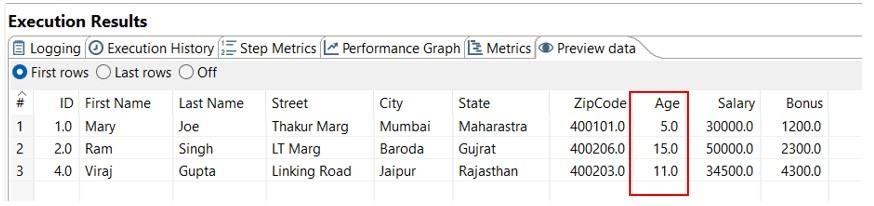 Execution Results
Logging Execution History Step Metrics Performance Graph Metrics Preview data
First rows Last rows Off
# ID First Name Last Name Street City State ZipCode Age Salary Bonus
1 1.0 Mary Joe Thakur Marg Mumbai Maharastra 400101.0 5.0 30000.0 1200.0
2 2.0 Ram Singh LT Marg Baroda Gujrat 400206.0 15.0 50000.0 2300.0
3 4.0 Viraj Gupta Linking Road Jaipur Rajasthan 400203.0 11.0 34500.0 4300.0